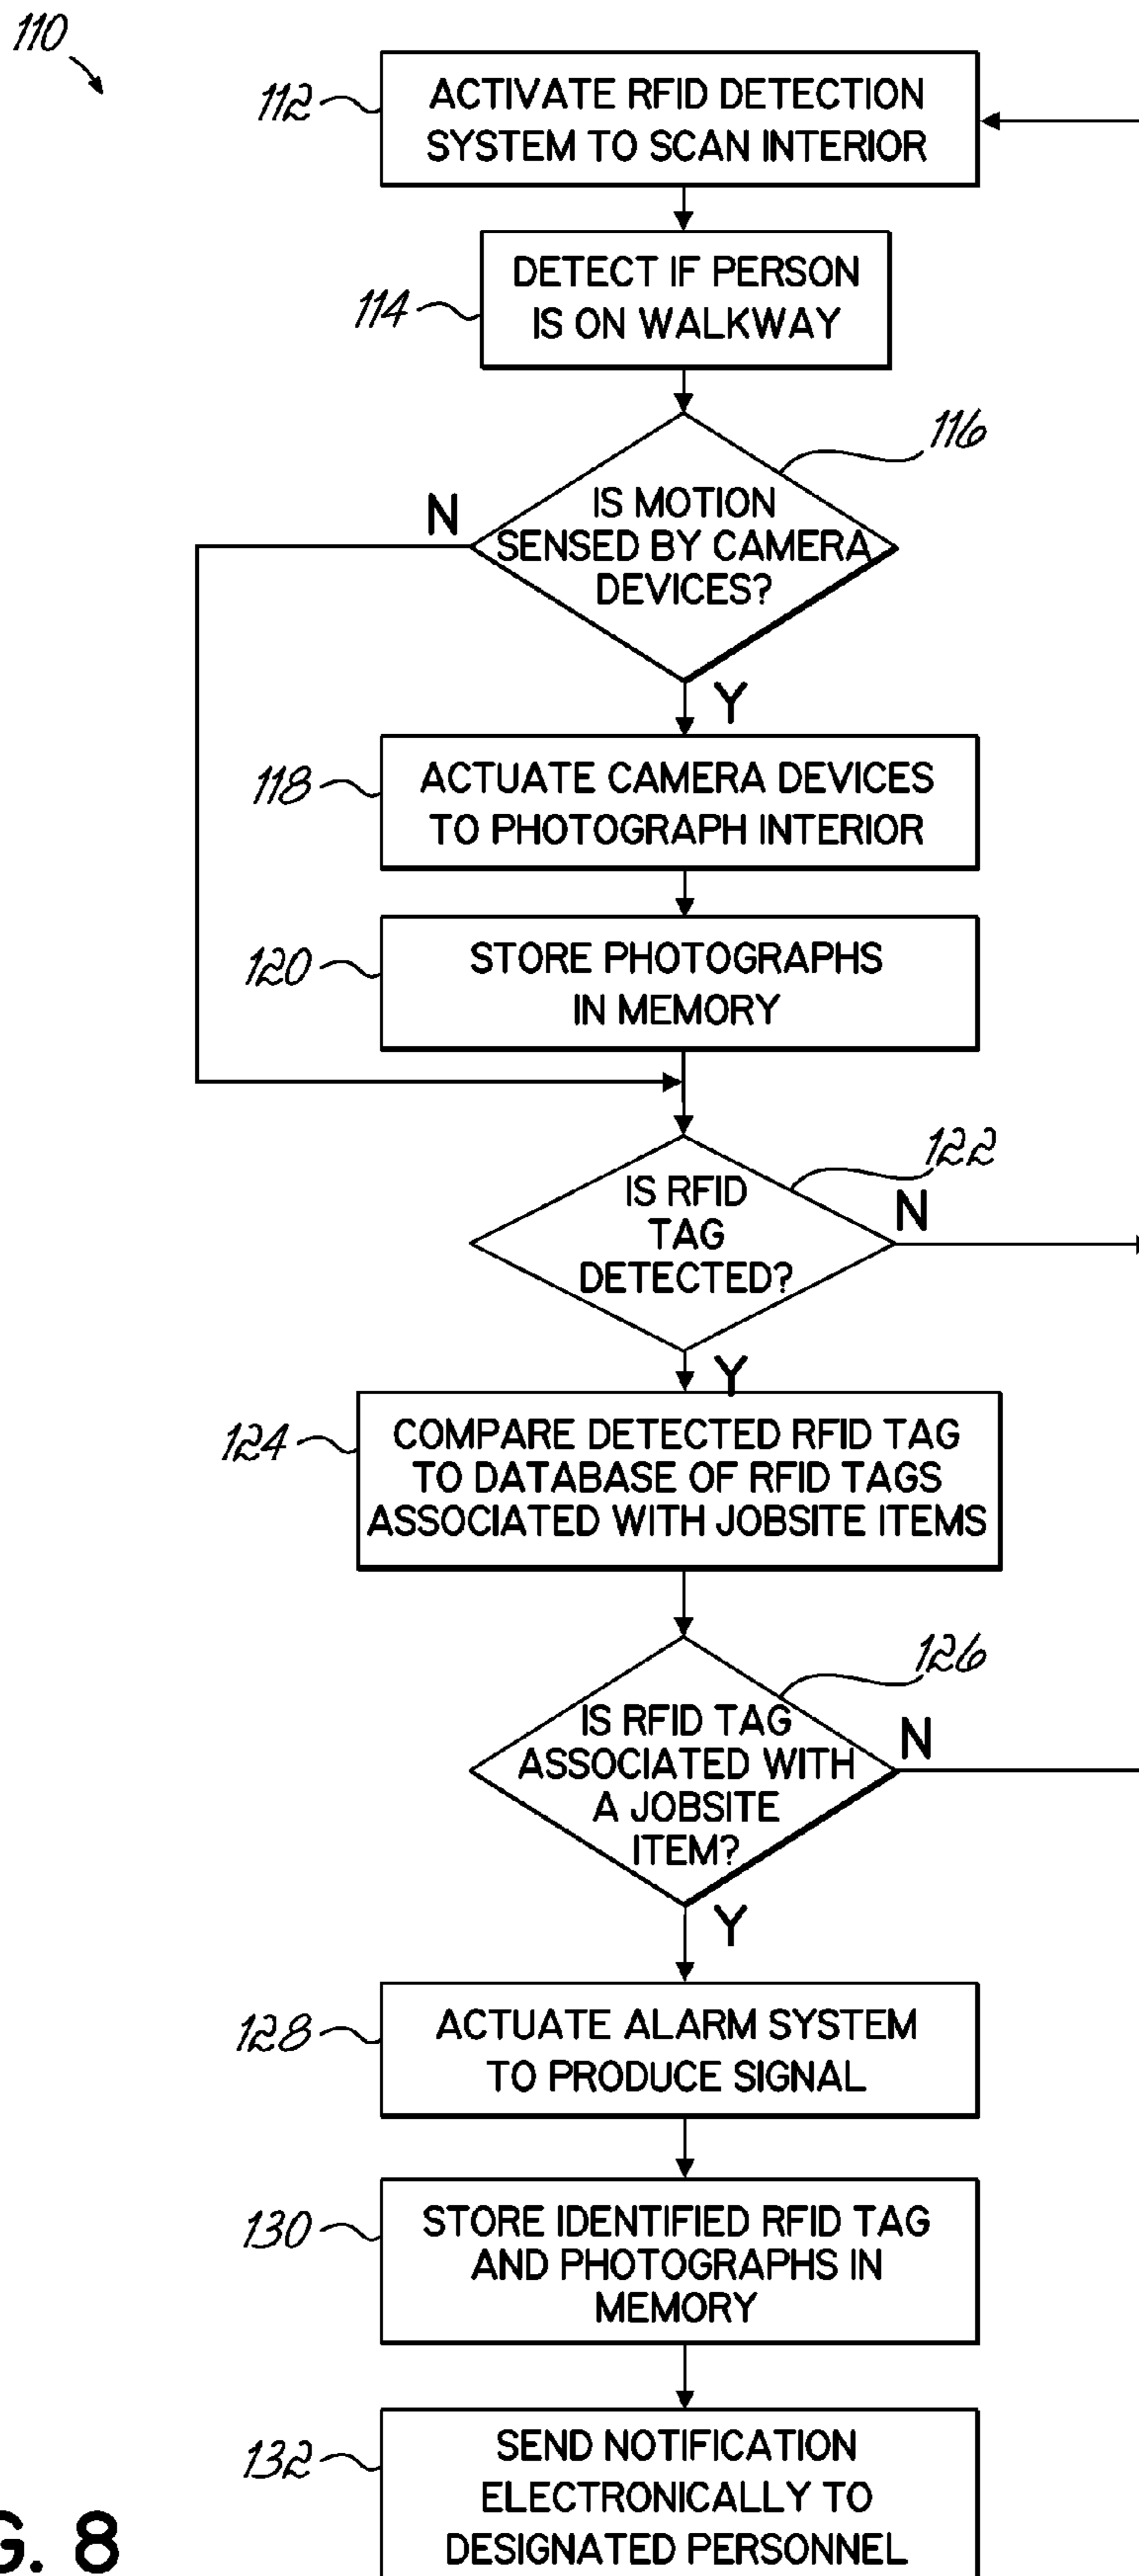 110
112
ACTIVATE RFID DETECTION
SYSTEM TO SCAN INTERIOR
114
DETECT IF PERSON
IS ON WALKWAY
116
IS MOTION
SENSED BY CAMERA
DEVICES?
N
Y
118
ACTUATE CAMERA DEVICES
TO PHOTOGRAPH INTERIOR
120
STORE PHOTOGRAPHS
IN MEMORY
122
IS RFID
TAG
DETECTED?
N
Y
124
COMPARE DETECTED RFID TAG
TO DATABASE OF RFID TAGS
ASSOCIATED WITH JOBSITE ITEMS
126
IS RFID TAG
ASSOCIATED WITH
A JOBSITE
ITEM?
N
Y
128
ACTUATE ALARM SYSTEM
TO PRODUCE SIGNAL
130
STORE IDENTIFIED RFID TAG
AND PHOTOGRAPHS IN
MEMORY
132
SEND NOTIFICATION
ELECTRONICALLY TO
DESIGNATED PERSONNEL
G. 8